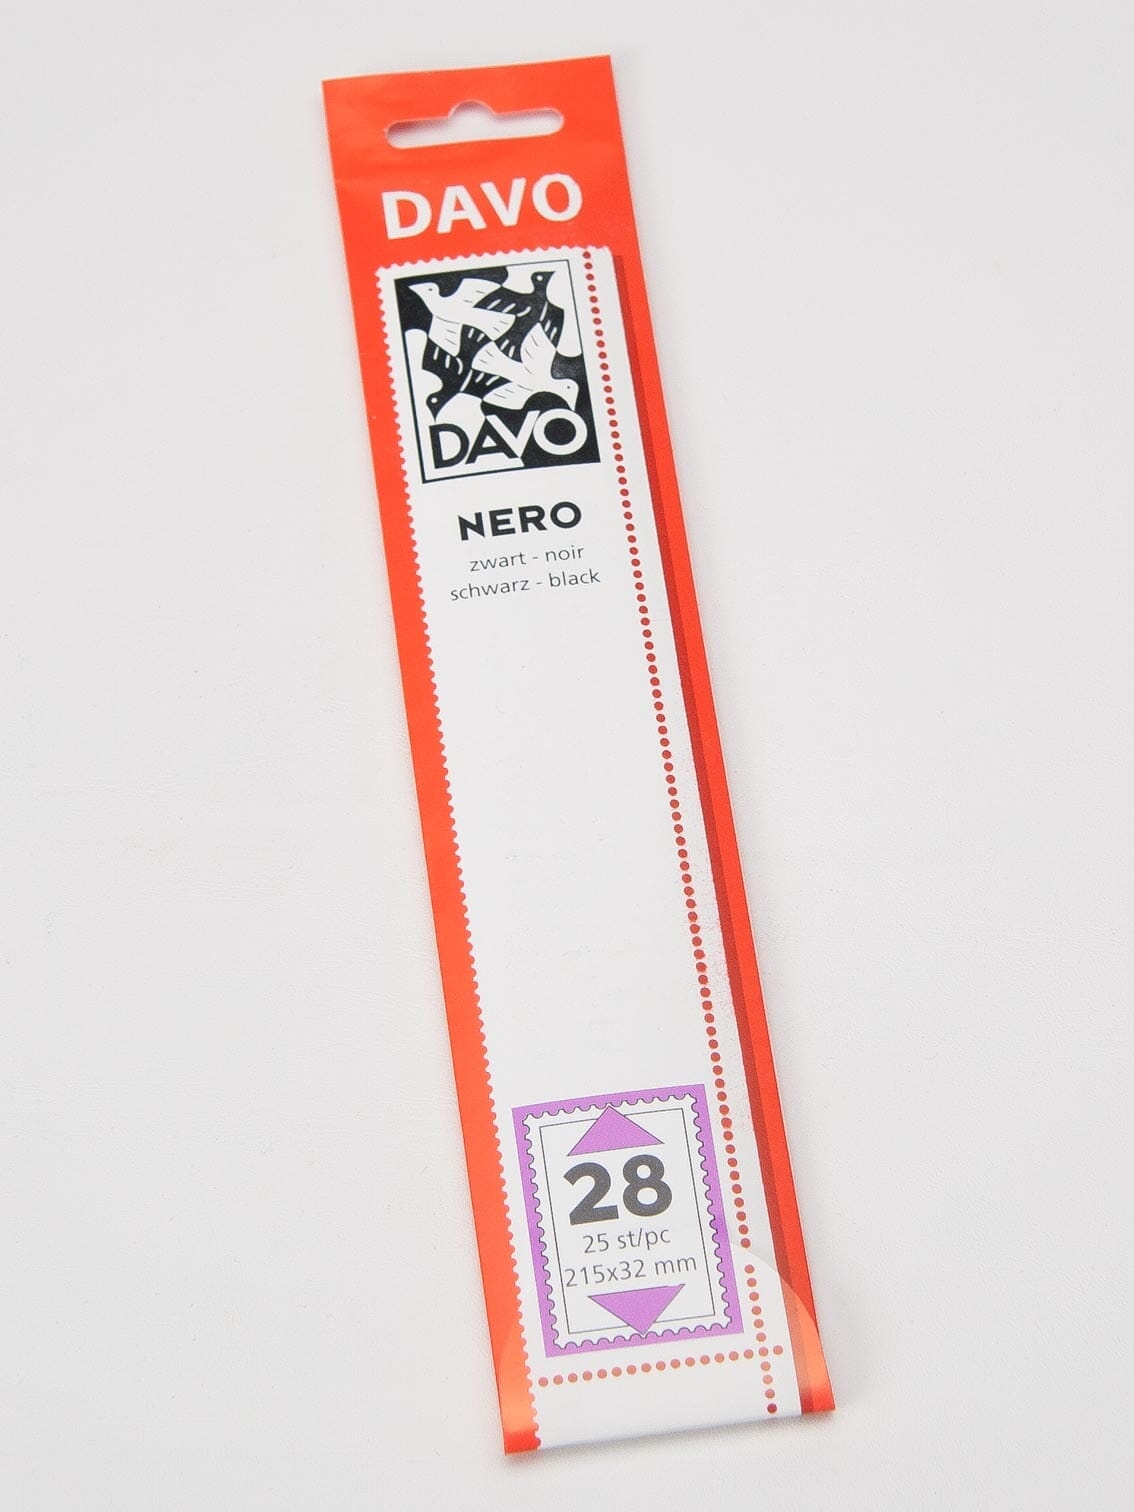 DAVO
DAVO
NERO
zwart - noir
schwarz - black
28
25 st/pc
215x32 mm